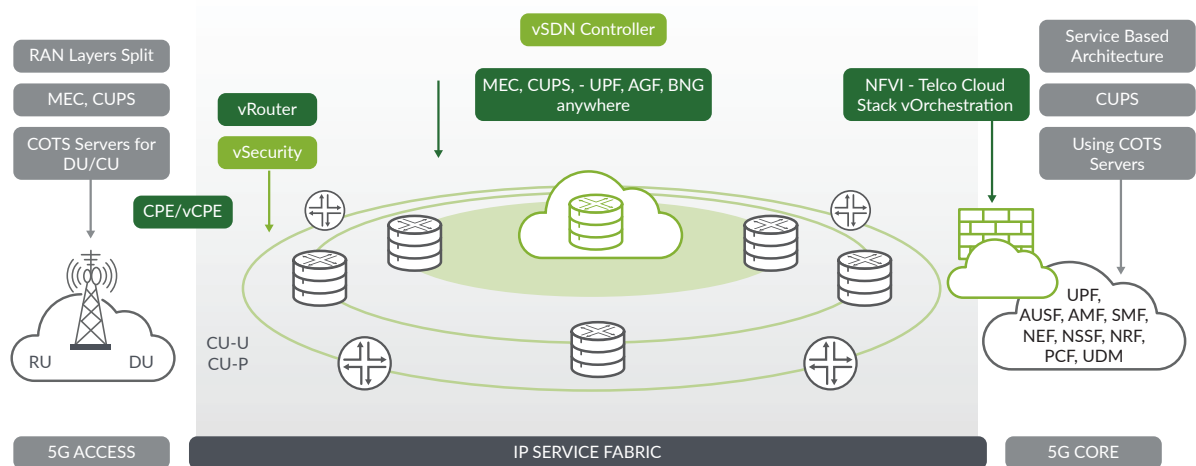 RAN Layers Split
MEC, CUPS
COTS Servers for
DU/CU
CPE/vCPE
RU
DU
5G ACCESS
vSDN Controller
MEC, CUPS, - UPF, AGF, BNG
anywhere
vRouter
vSecurity
NFVI - Telco Cloud
Stack vOrchestration
CU-U
CU-P
IP SERVICE FABRIC
Service Based
Architecture
CUPS
Using COTS
Servers
UPF,
AUSF, AMF, SMF,
NEF, NSSF, NRF,
PCF, UDM
5G CORE